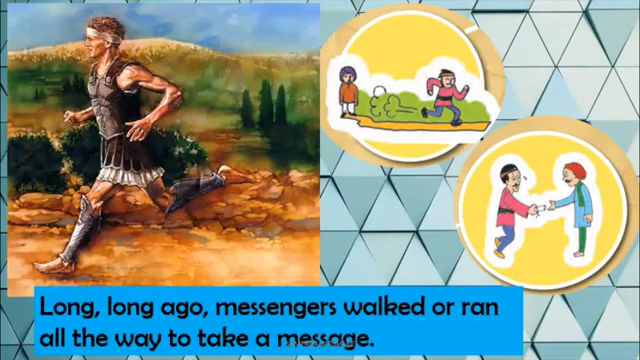 Long, long ago, messengers walked or ran
all the way to take a message.